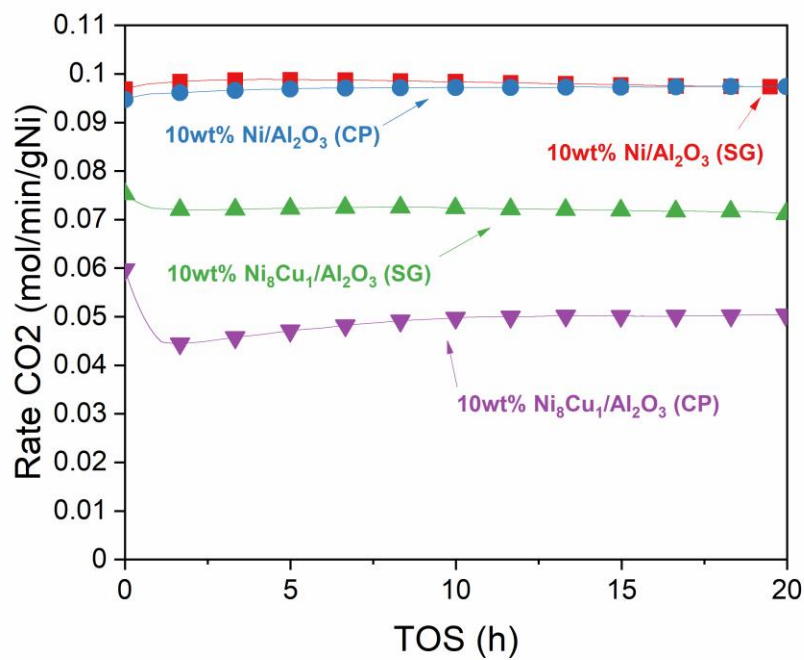 Rate CO2 (mol/min/gNi)
0.11
0.1
0.09
0.08
0.07
0.06
0.05
0.04
0.03
0.02
0.01
0
10wt% Ni/Al₂O₃ (CP)
10wt% Ni/Al₂O₃ (SG)
10wt% Ni₈Cu₁/Al₂O₃ (SG)
10wt% Ni₈Cu₁/Al₂O₃ (CP)
0 5 10 15 20
TOS (h)